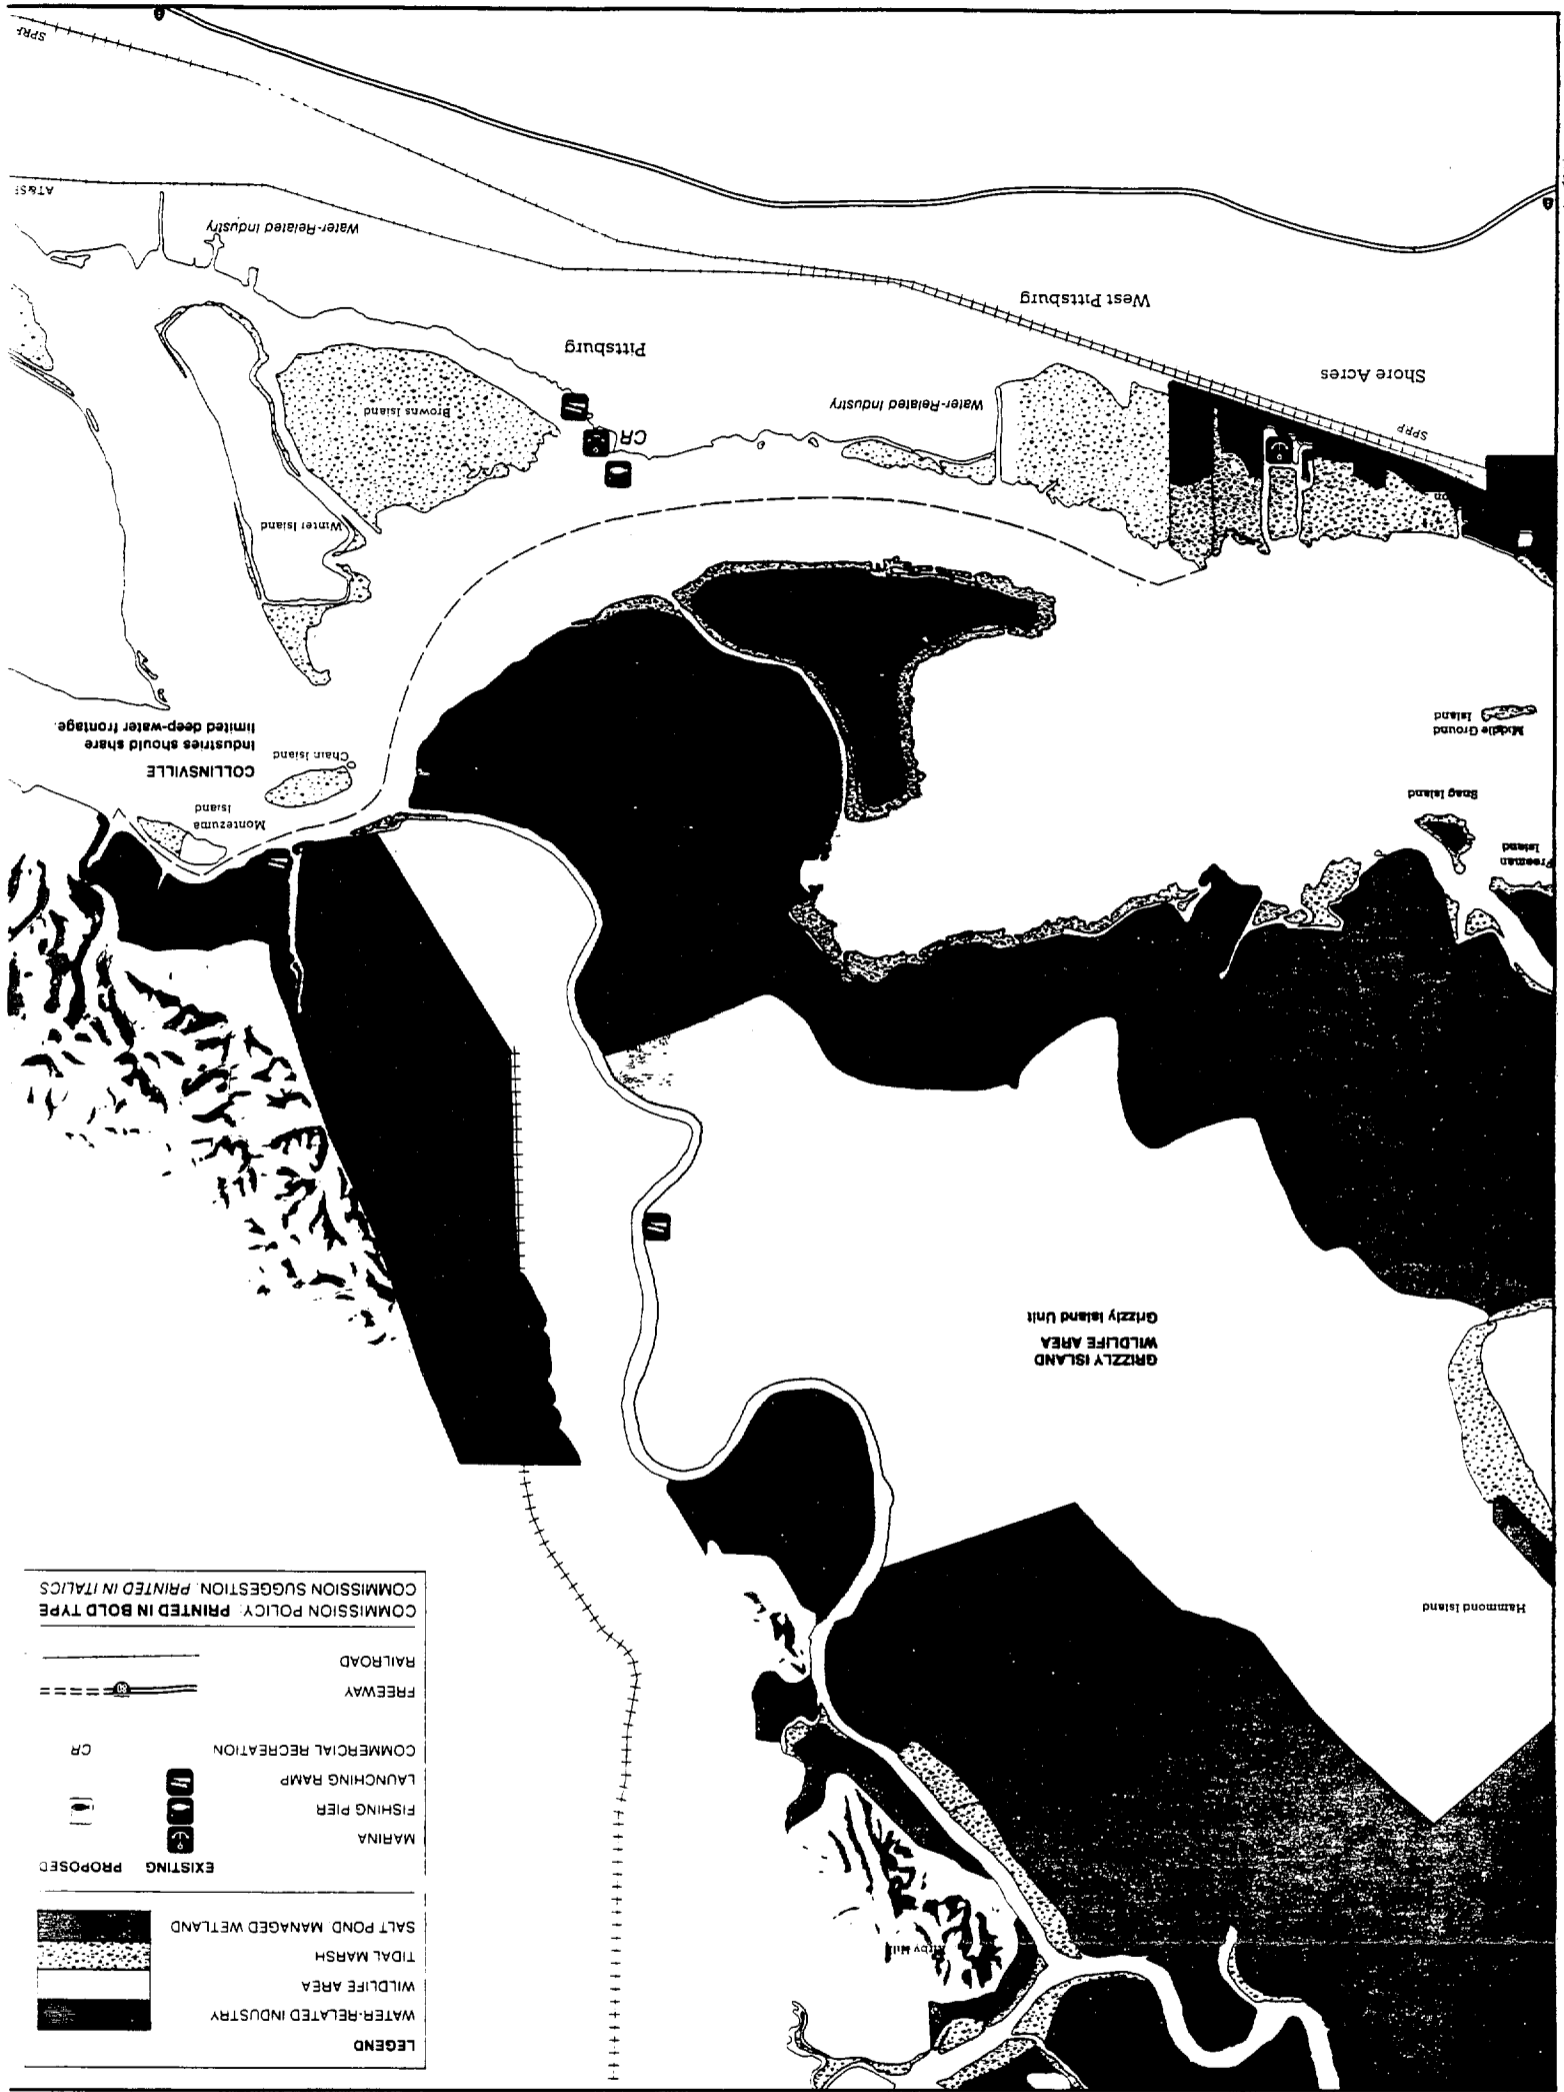 LEGEND
WATER-RELATED INDUSTRY
WILDLIFE AREA
TIDAL MARSH
SALT POND MANAGED WETLAND
EXISTING PROPOSED
MARINA
FISHING PIER
LAUNCHING RAMP
COMMERCIAL RECREATION CR
FREEWAY 80
RAILROAD
COMMISSION POLICY: PRINTED IN BOLD TYPE
COMMISSION SUGGESTION: PRINTED IN ITALICS
Hammond Island
GRIZZLY ISLAND
WILDLIFE AREA
Grizzly Island Unit
Island
Snag Island
Middle Ground
Island
Montezuma
Island
Chain Island
COLLINSVILLE
Industries should share
limited deep-water frontage.
Winter Island
Browns Island
CR
Pittsburg
Water-Related Industry
SPRR
Shore Acres
West Pittsburg
Water-Related Industry
AT&SF